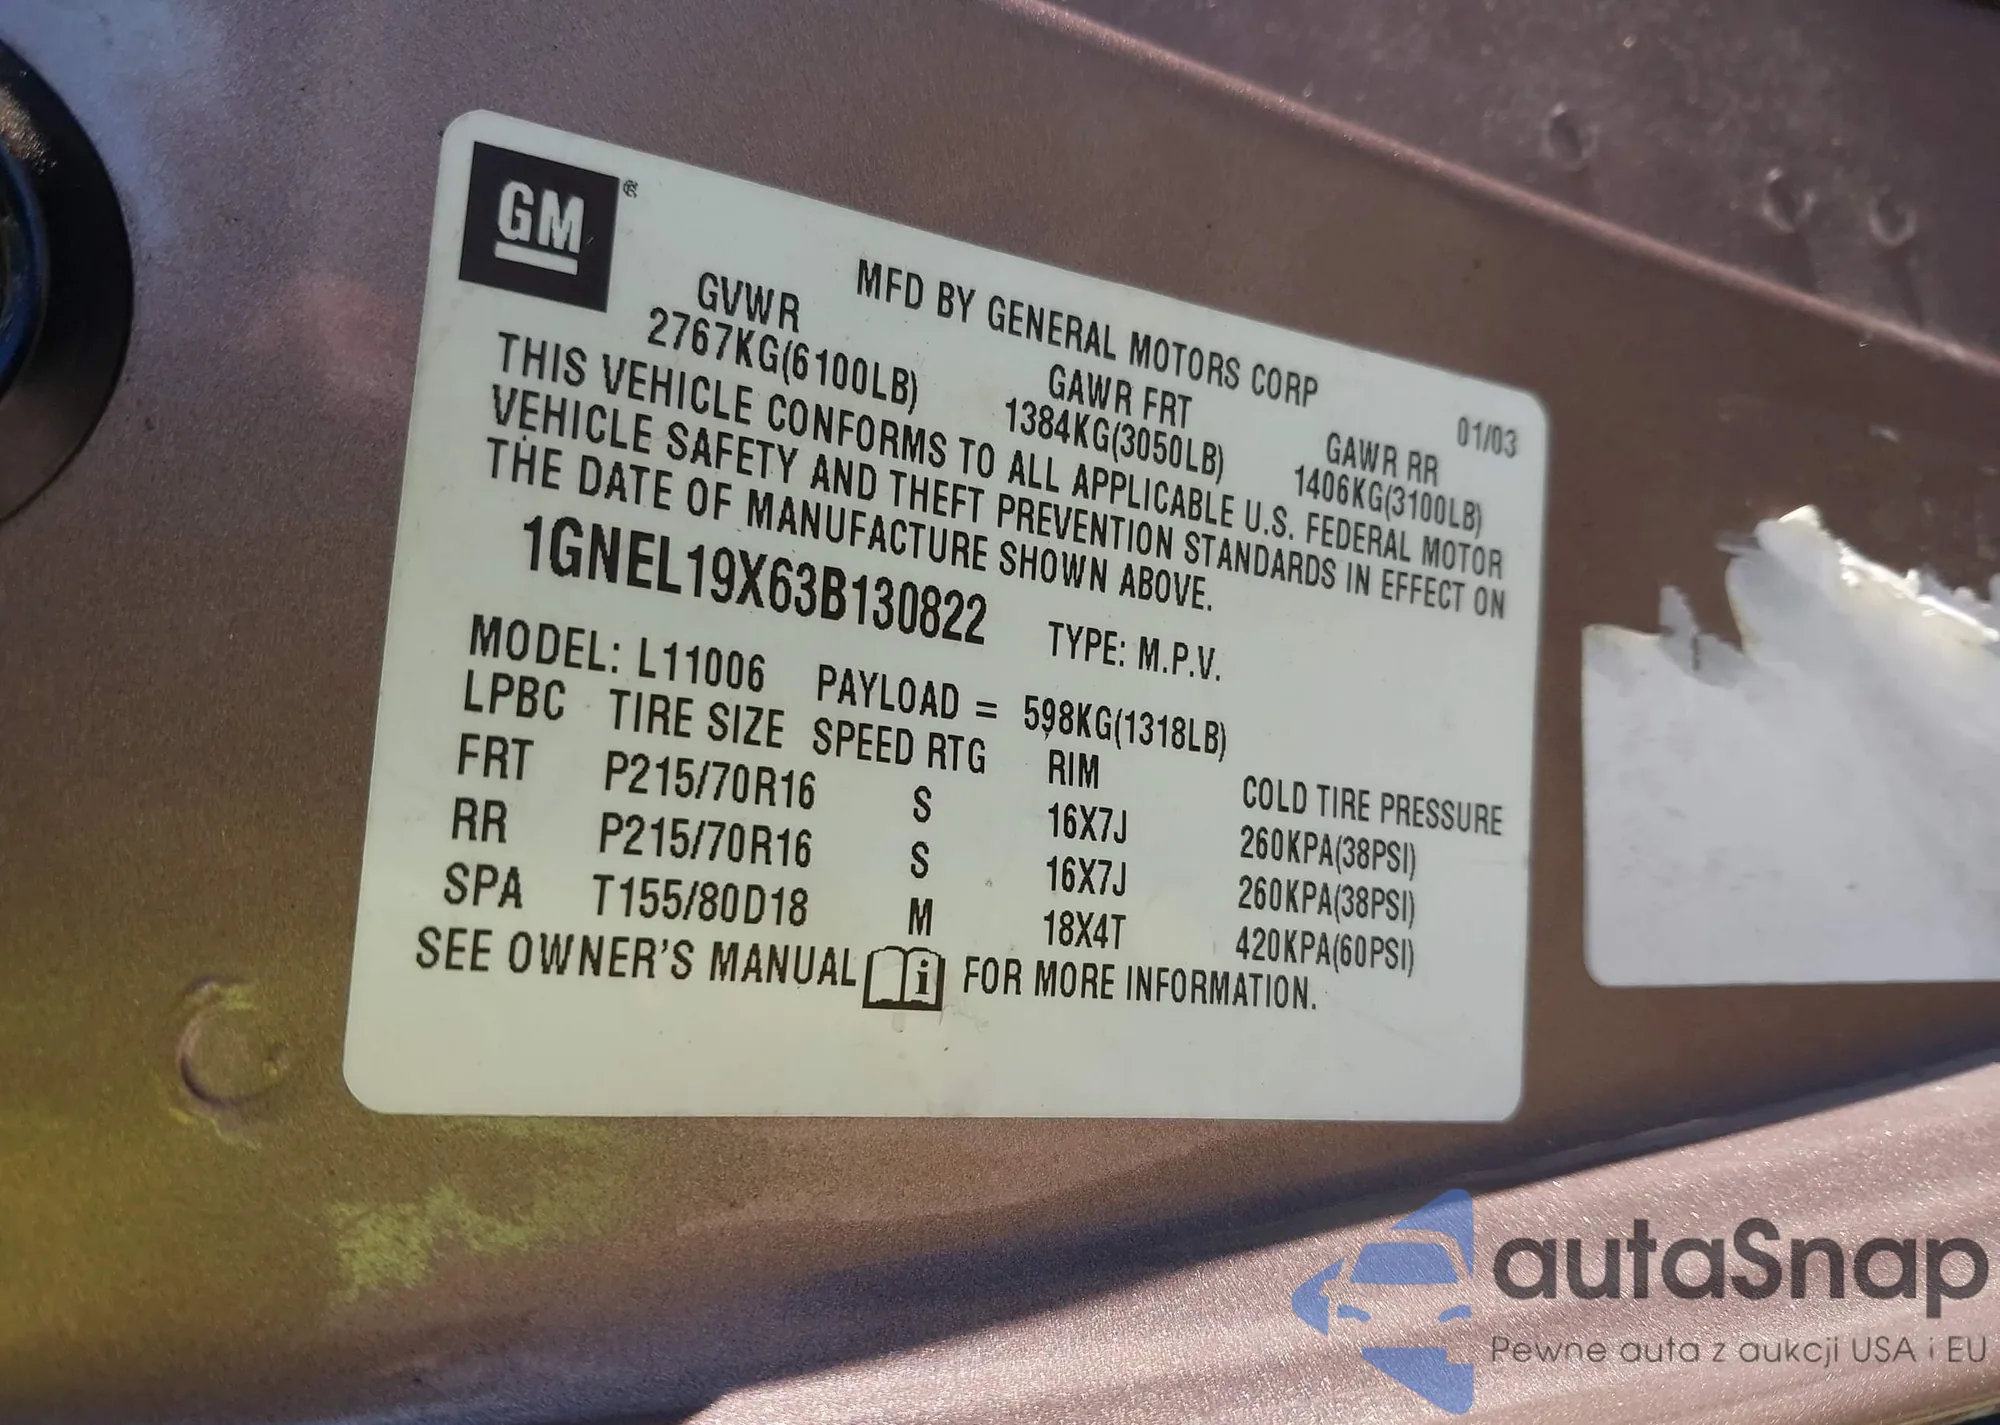 GM ®
MFD BY GENERAL MOTORS CORP
01/03
GVWR GAWR FRT GAWR RR
2767KG(6100LB) 1384KG(3050LB) 1406KG(3100LB)
THIS VEHICLE CONFORMS TO ALL APPLICABLE U.S. FEDERAL MOTOR
VEHICLE SAFETY AND THEFT PREVENTION STANDARDS IN EFFECT ON
THE DATE OF MANUFACTURE SHOWN ABOVE.
1GNEL19X63B130822 TYPE: M.P.V.
MODEL: L11006 PAYLOAD = 598KG(1318LB)
LPBC TIRE SIZE SPEED RTG RIM COLD TIRE PRESSURE
FRT P215/70R16 S 16X7J 260KPA(38PSI)
RR P215/70R16 S 16X7J 260KPA(38PSI)
SPA T155/80D18 M 18X4T 420KPA(60PSI)
SEE OWNER'S MANUAL i FOR MORE INFORMATION.
autaSnap
Pewne auta z aukcji USA i EU